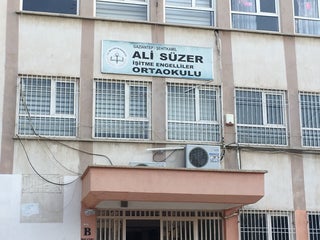 GAZİANTEP - ŞEHİTKAMİL
ALİ SÜZER
İŞİTME ENGELLİLER
ORTAOKULU
B